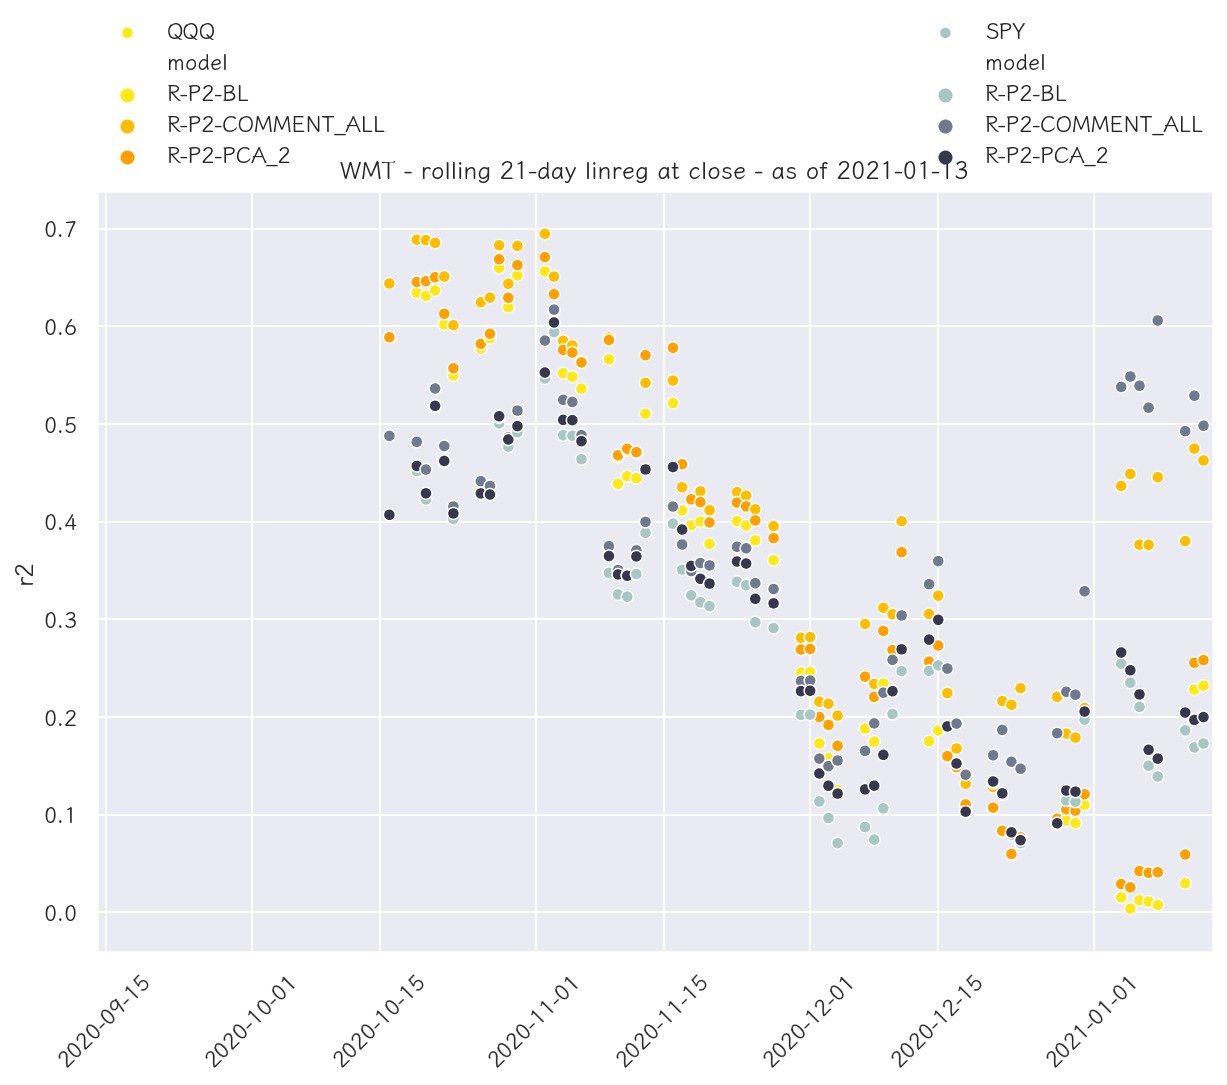 QQQ
model
R-P2-BL
R-P2-COMMENT_ALL
R-P2-PCA_2
SPY
model
R-P2-BL
R-P2-COMMENT_ALL
R-P2-PCA_2
WMT - rolling 21-day linreg at close - as of 2021-01-13
r2
0.7
0.6
0.5
0.4
0.3
0.2
0.1
0.0
2020-09-15
2020-10-01
2020-10-15
2020-11-01
2020-11-15
2020-12-01
2020-12-15
2021-01-01